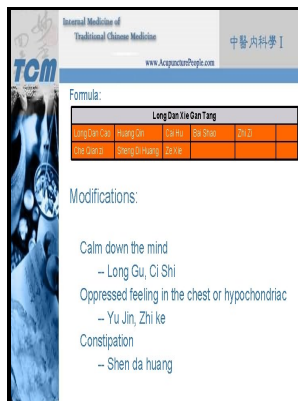 Internal Medicine of
Traditional Chinese Medicine
www.AcupuncturePeople.com
中醫內科學 I
TCM
Formula:
Long Dan Xie Gan Tang
Long Dan Cao Huang Qin Cai Hu Bai Shao Zhi Zi
Che Qian zi Sheng Di Huang Ze Xie
Modifications:
Calm down the mind
-- Long Gu, Ci Shi
Oppressed feeling in the chest or hypochondriac
-- Yu Jin, Zhi ke
Constipation
-- Shen da huang